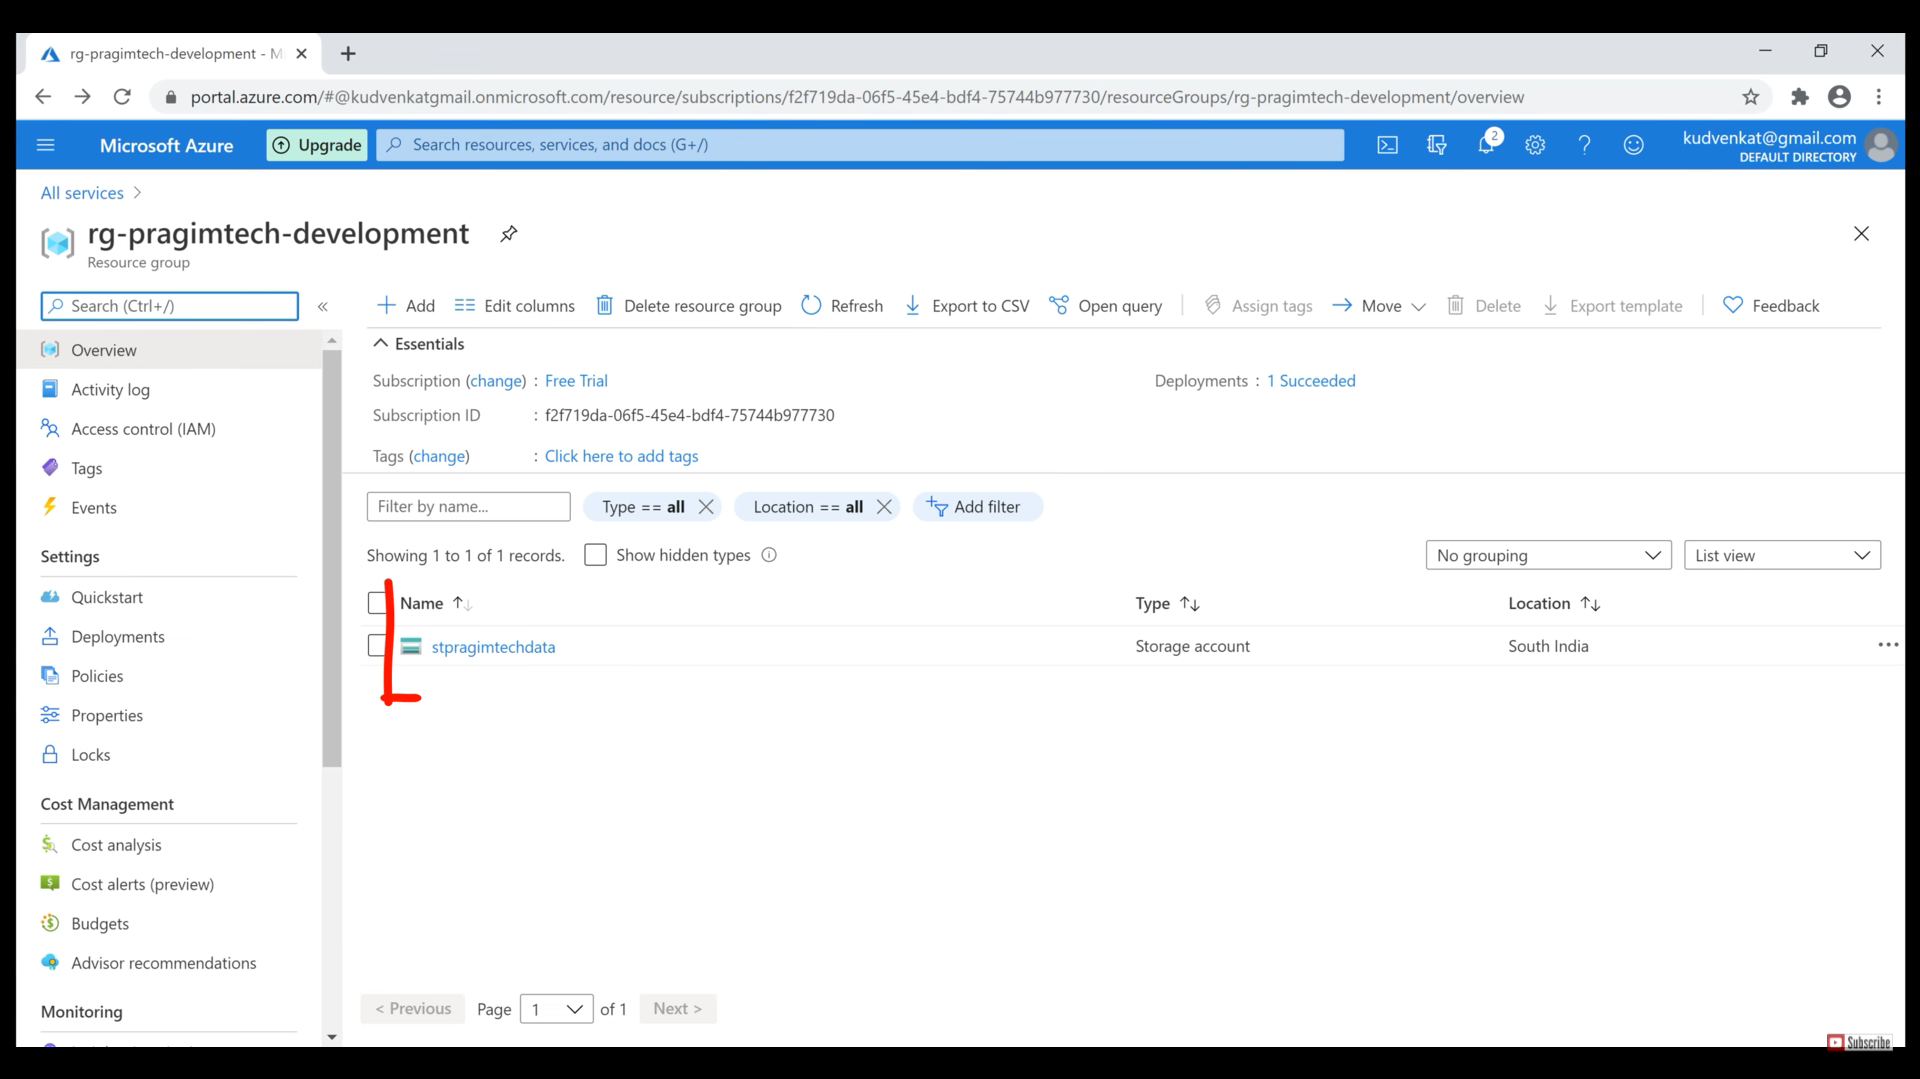 rg-pragimtech-development - M
portal.azure.com/#@kudvenkatgmail.onmicrosoft.com/resource/subscriptions/f2f719da-06f5-45e4-bdf4-75744b977730/resourceGroups/rg-pragimtech-development/overview
Microsoft Azure
Upgrade
Search resources, services, and docs (G+/)
2
kudvenkat@gmail.com
DEFAULT DIRECTORY
All services
rg-pragimtech-development
Resource group
Search (Ctrl+/)
Overview
Activity log
Access control (IAM)
Tags
Events
Settings
Quickstart
Deployments
Policies
Properties
Locks
Cost Management
Cost analysis
Cost alerts (preview)
Budgets
Advisor recommendations
Monitoring
Add
Edit columns
Delete resource group
Refresh
Export to CSV
Open query
Assign tags
Move
Delete
Export template
Feedback
Essentials
Subscription (change) : Free Trial
Deployments : 1 Succeeded
Subscription ID : f2f719da-06f5-45e4-bdf4-75744b977730
Tags (change) : Click here to add tags
Filter by name...
Type == all
Location == all
Add filter
Showing 1 to 1 of 1 records.
Show hidden types
No grouping
List view
Name
Type
Location
stpragimtechdata
Storage account
South India
< Previous
Page 1 of 1
Next >
Subscribe